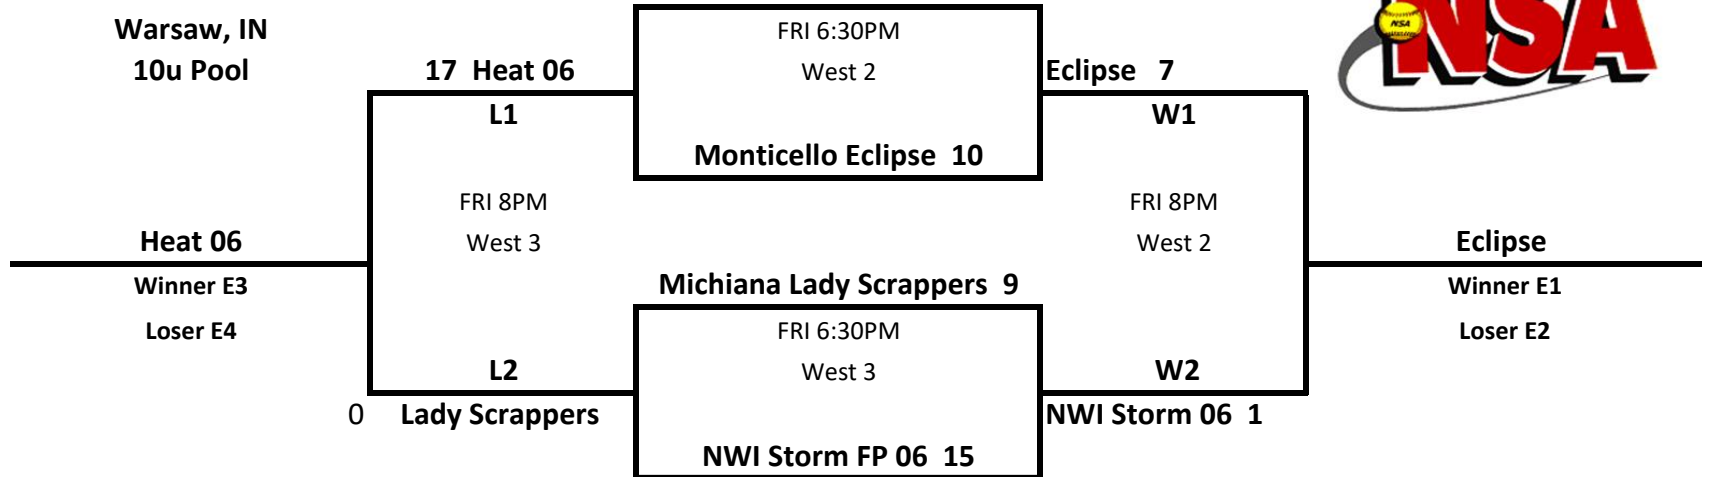 Warsaw, IN
10u Pool
FRI 6:30PM
West 2
NSA
NSA
17 Heat 06
Eclipse 7
L1
W1
Monticello Eclipse 10
FRI 8PM
West 3
FRI 8PM
West 2
Heat 06
Eclipse
Winner E3
Loser E4
Michiana Lady Scrappers 9
Winner E1
Loser E2
FRI 6:30PM
West 3
L2
W2
0 Lady Scrappers
NWI Storm 06 1
NWI Storm FP 06 15